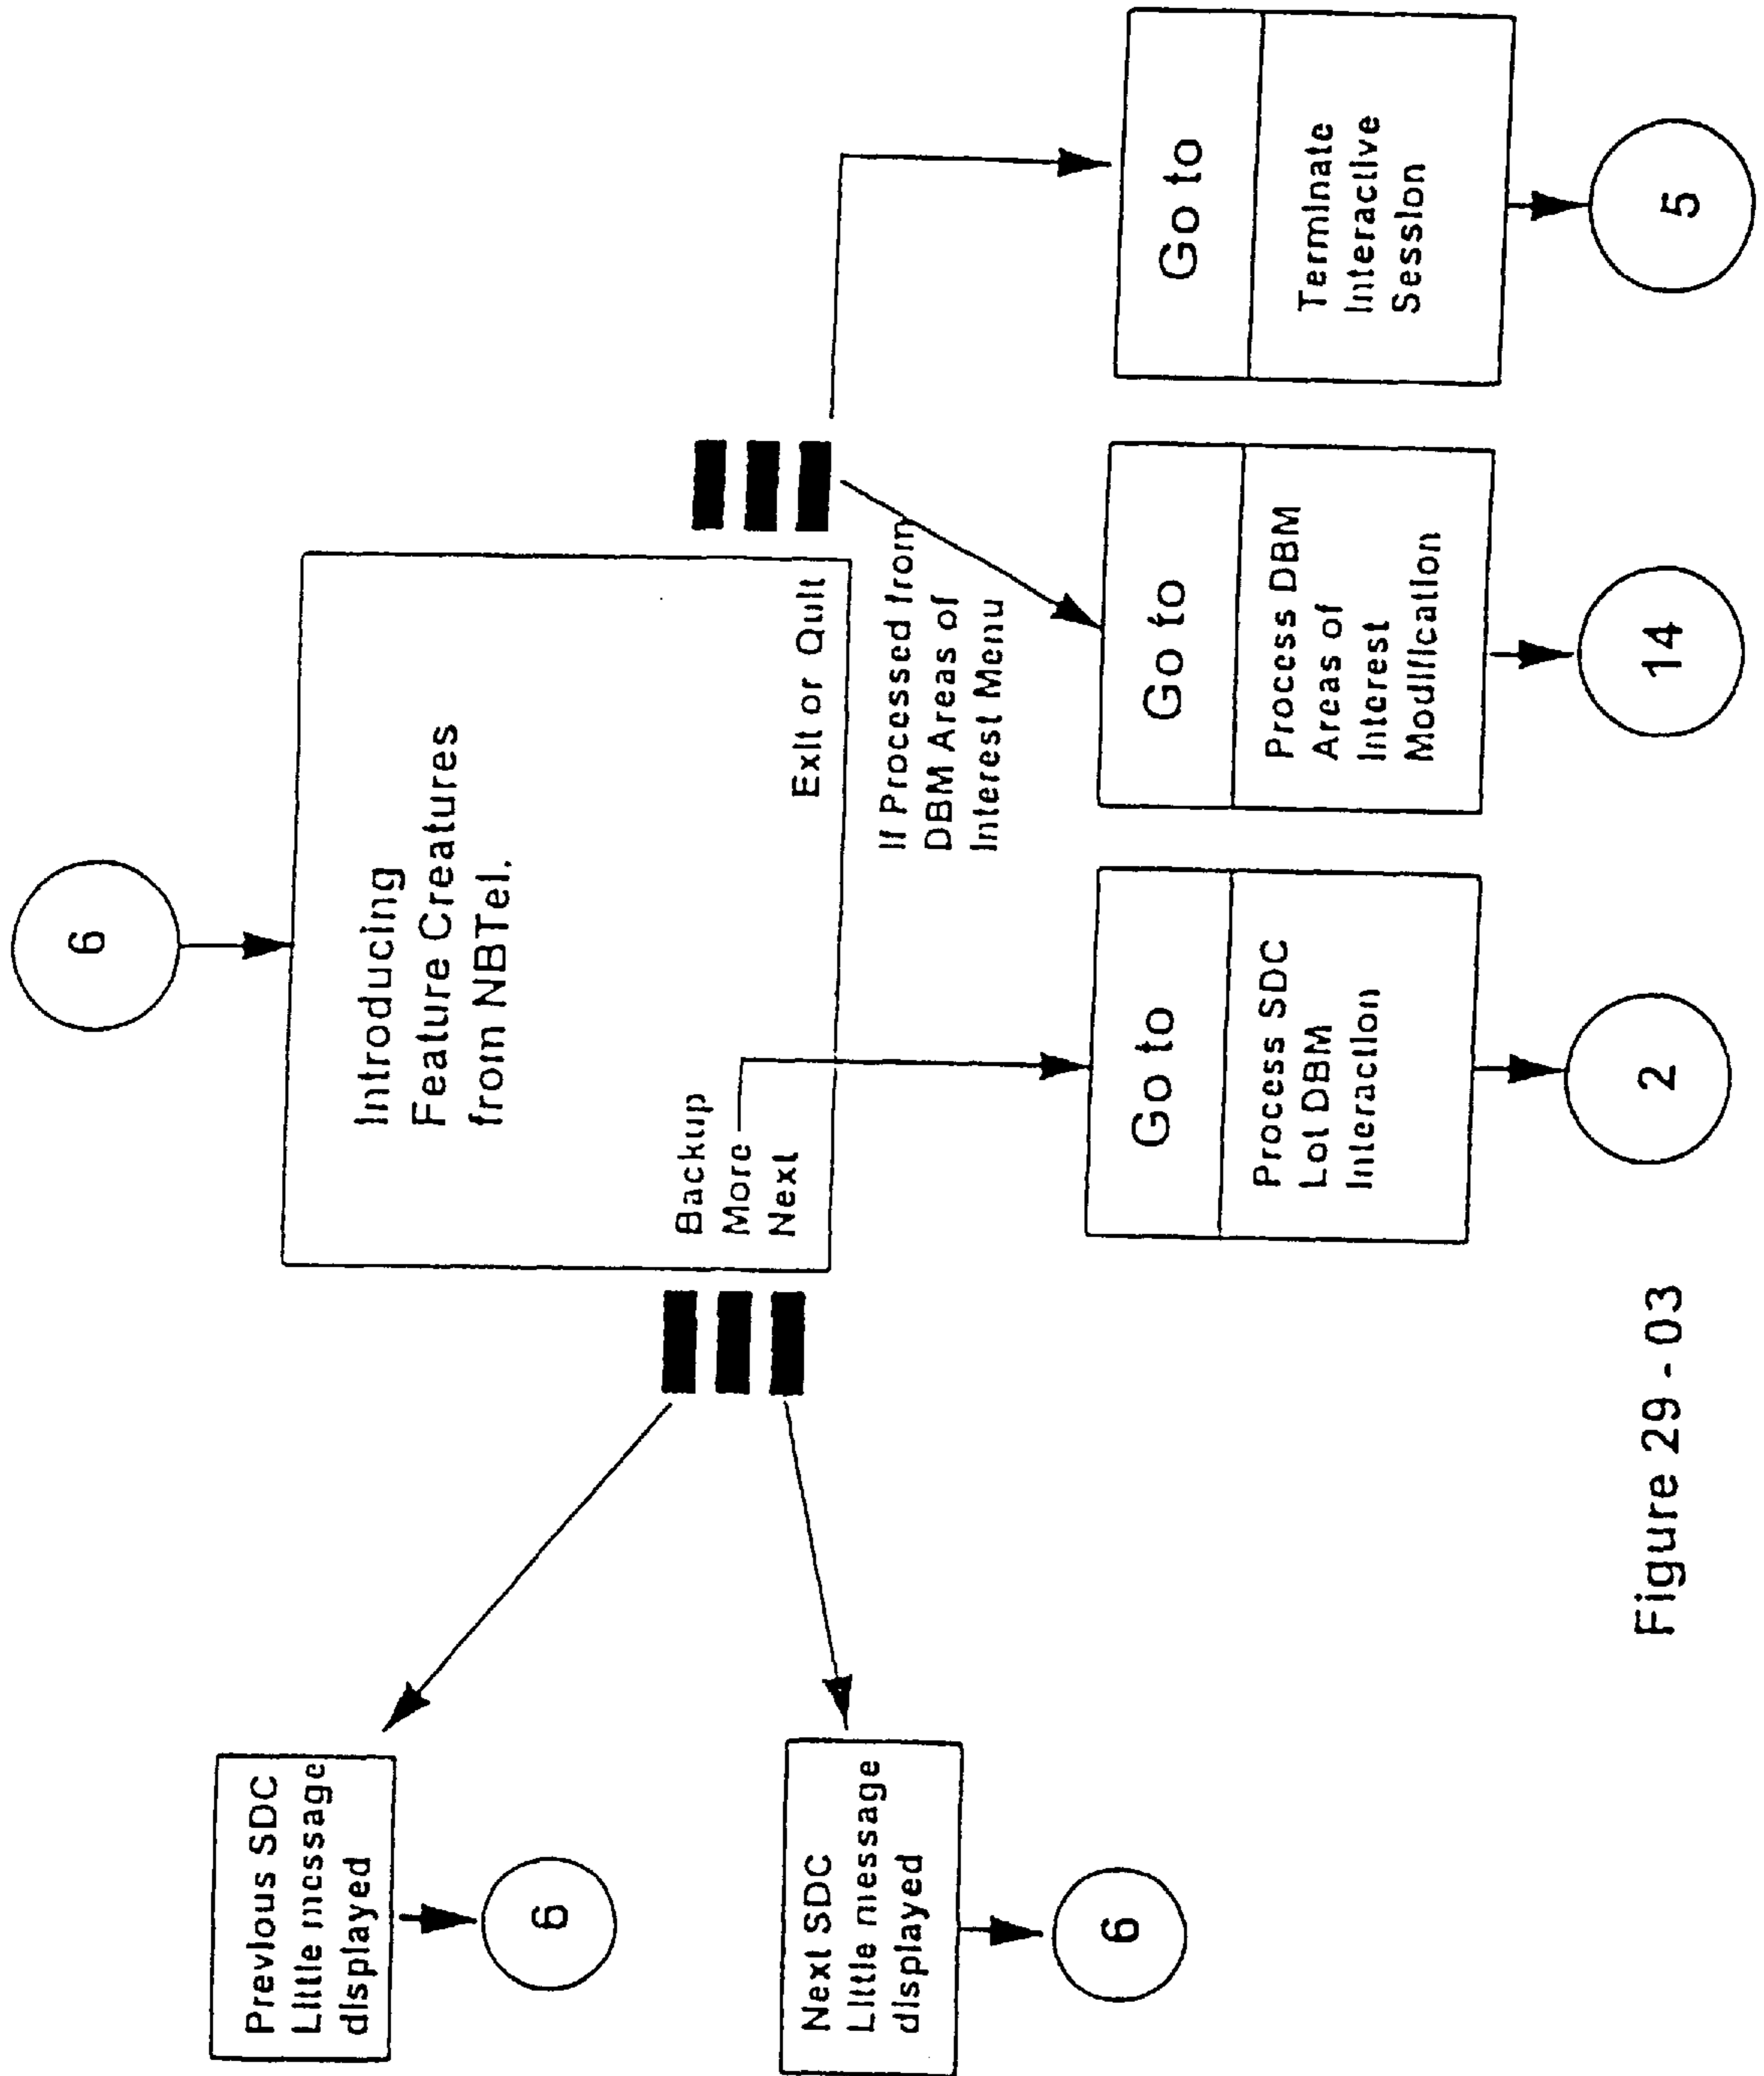 6
Introducing
Feature Creatures
from NBTel.
Backup
More
Next
Exit or Quit
Previous SDC
Little message
displayed
6
Next SDC
Little message
displayed
6
If Processed from
DBM Areas of
Interest Menu
Go to
Process SDC
Lot DBM
Interaction
2
Go to
Process DBM
Areas of
Interest
Modification
14
Go to
Terminate
Interactive
Session
5
Figure 29 - 03